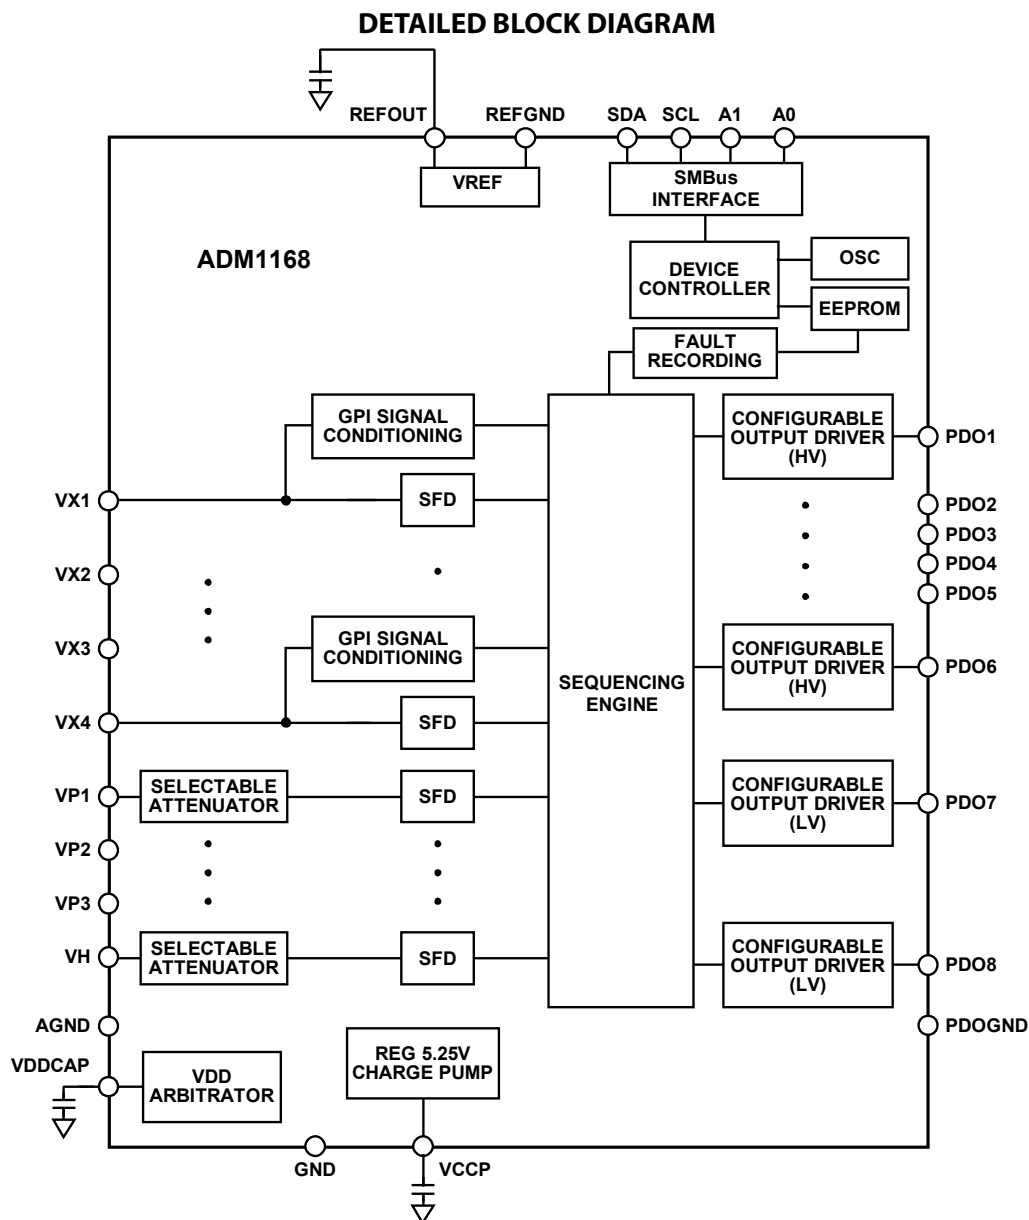 DETAILED BLOCK DIAGRAM
REFOUT
REFGND
SDA
SCL
A1
A0
VREF
SMBus
INTERFACE
ADM1168
DEVICE
CONTROLLER
OSC
EEPROM
FAULT
RECORDING
GPI SIGNAL
CONDITIONING
CONFIGURABLE
OUTPUT DRIVER
(HV)
PDO1
VX1
SFD
PDO2
PDO3
PDO4
PDO5
VX2
VX3
GPI SIGNAL
CONDITIONING
SEQUENCING
ENGINE
CONFIGURABLE
OUTPUT DRIVER
(HV)
PDO6
VX4
SFD
VP1
SELECTABLE
ATTENUATOR
SFD
CONFIGURABLE
OUTPUT DRIVER
(LV)
PDO7
VP2
VP3
VH
SELECTABLE
ATTENUATOR
SFD
CONFIGURABLE
OUTPUT DRIVER
(LV)
PDO8
AGND
PDOGND
VDDCAP
VDD
ARBITRATOR
REG 5.25V
CHARGE PUMP
GND
VCCP